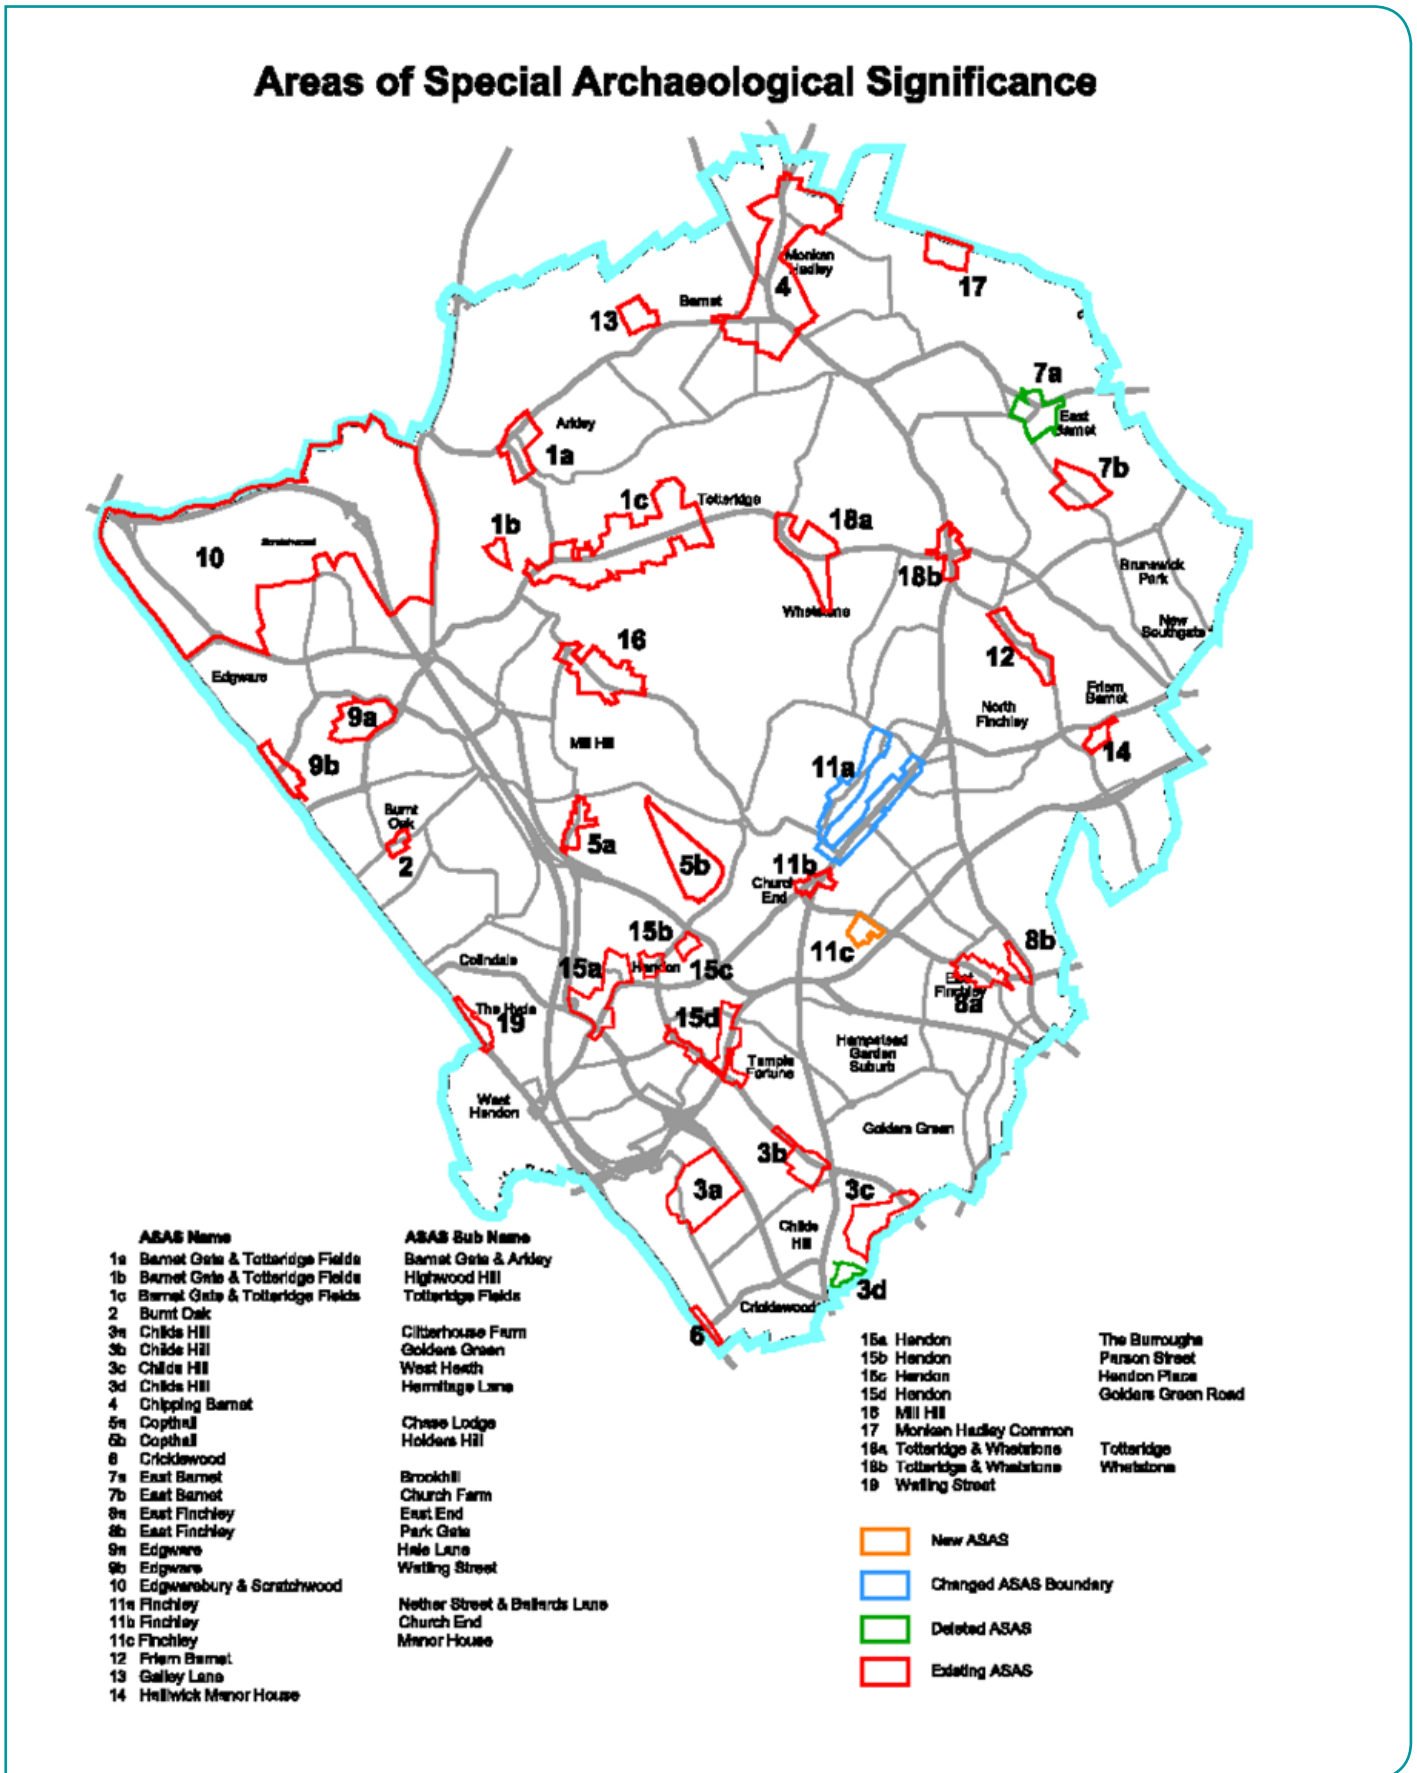 Areas of Special Archaeological Significance
Monken
Hadley
4
17
Barnet
13
7a
East
Barnet
Arkley
1a
7b
1c
Totteridge
18a
1b
10
Scratchwood
18b
Brunswick
Park
Whetstone
New
Southgate
16
12
Edgware
Friern
Barnet
9a
North
Finchley
Mill Hill
14
11a
9b
Burnt
Oak
5a
2
5b
11b
Church
End
15b
8b
11c
Colindale
15a
Hendon
15c
East
Finchley
8a
The Hyde
19
15d
Hampstead
Garden
Suburb
Temple
Fortune
West
Hendon
Golders Green
3b
3a
3c
Childs
Hill
3d
Cricklewood
6
ASAS Name ASAS Sub Name
1a Barnet Gate & Totteridge Fields Barnet Gate & Arkley
1b Barnet Gate & Totteridge Fields Highwood Hill
1c Barnet Gate & Totteridge Fields Totteridge Fields
2 Burnt Oak
3a Childs Hill Clitterhouse Farm
3b Childs Hill Golders Green
3c Childs Hill West Heath
3d Childs Hill Hermitage Lane
4 Chipping Barnet
5a Copthall Chase Lodge
5b Copthall Holders Hill
6 Cricklewood
7a East Barnet Brookhill
7b East Barnet Church Farm
8a East Finchley East End
8b East Finchley Park Gate
9a Edgware Hale Lane
9b Edgware Watling Street
10 Edgwarebury & Scratchwood
11a Finchley Nether Street & Ballards Lane
11b Finchley Church End
11c Finchley Manor House
12 Friern Barnet
13 Galley Lane
14 Halliwick Manor House
15a Hendon The Burroughs
15b Hendon Parson Street
15c Hendon Hendon Place
15d Hendon Golders Green Road
16 Mill Hill
17 Monken Hadley Common
18a Totteridge & Whetstone Totteridge
18b Totteridge & Whetstone Whetstone
19 Watling Street
New ASAS
Changed ASAS Boundary
Deleted ASAS
Existing ASAS